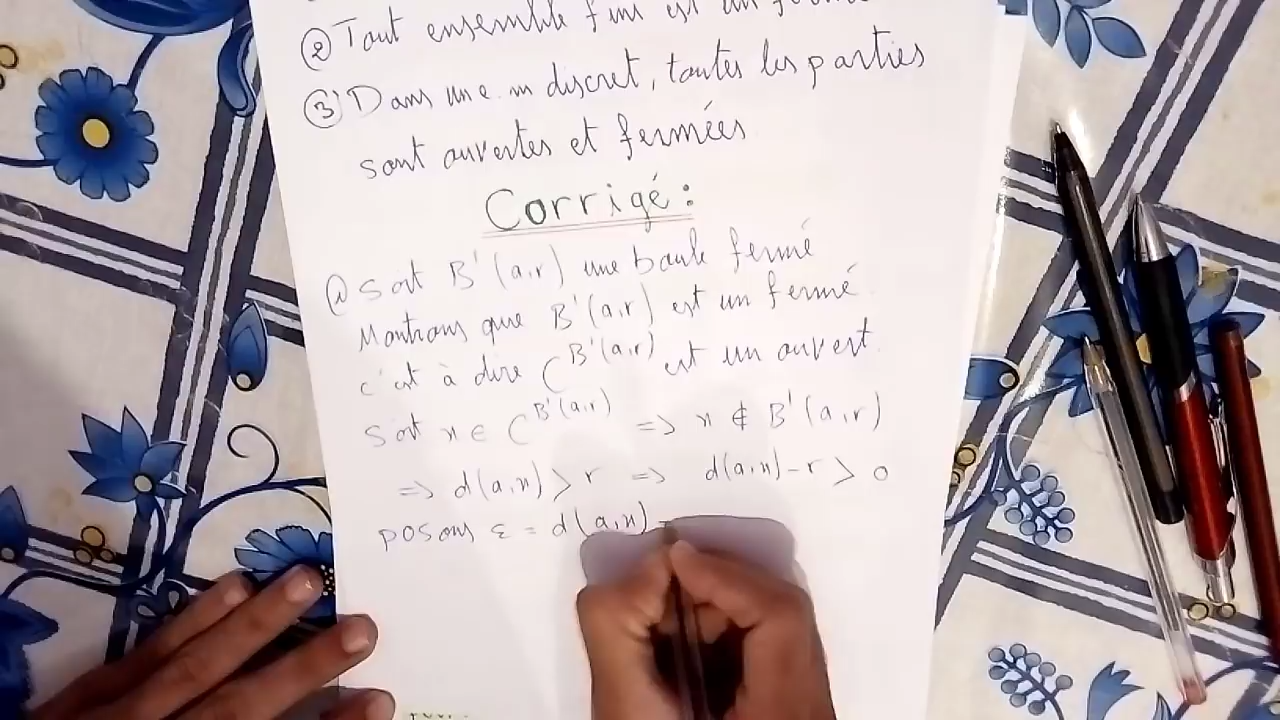 ② Tout ensemble fini est un fermé
③ Dans un e.m discret, toutes les parties
sont ouvertes et fermées
Corrigé:
① Soit B'(a,r) une boule fermé
Montrons que B'(a,r) est un fermé.
c'est à dire C^B'(a,r) est un ouvert.
Soit x ∈ C^B'(a,r) => x ∉ B'(a,r)
=> d(a,x) > r => d(a,x) - r > 0
posons ε = d(a,x) -